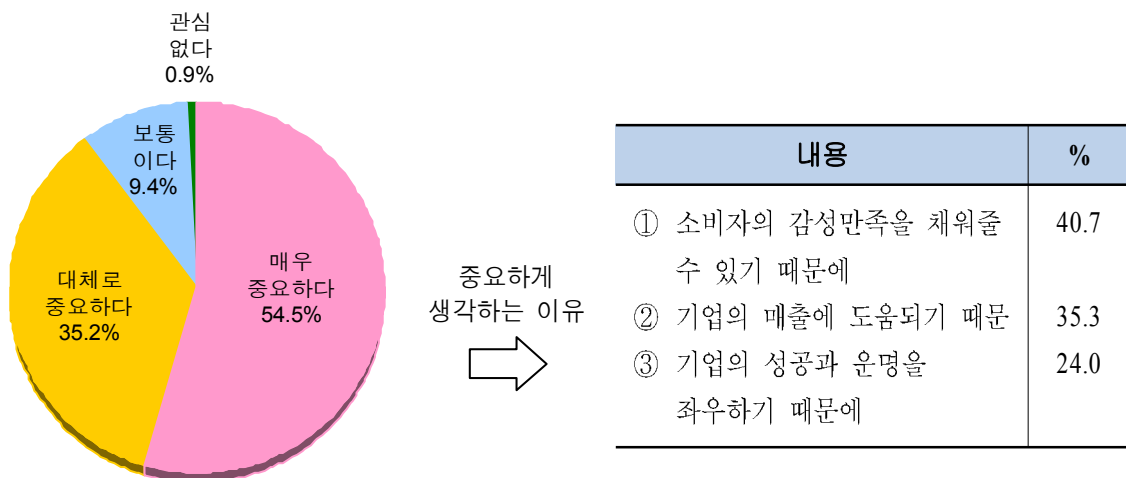 관심
없다
0.9%
보통
이다
9.4%
대체로
중요하다
35.2%
매우
중요하다
54.5%
중요하게
생각하는 이유
내용 %
① 소비자의 감성만족을 채워줄 40.7
수 있기 때문에
② 기업의 매출에 도움되기 때문 35.3
③ 기업의 성공과 운명을 24.0
좌우하기 때문에